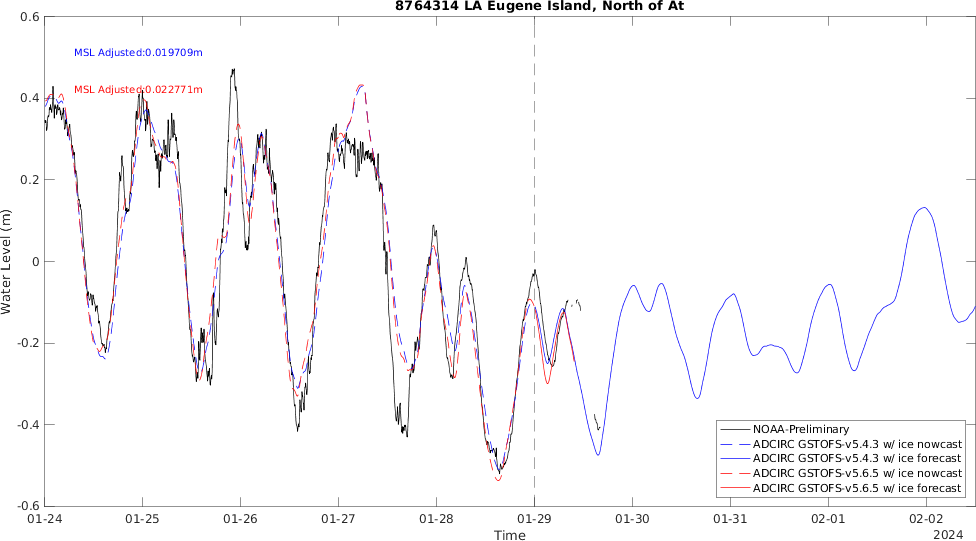 8764314 LA Eugene Island, North of At
0.6
MSL Adjusted:0.019709m
0.4
MSL Adjusted:0.022771m
0.2
Water Level (m)
0
-0.2
-0.4
NOAA-Preliminary
ADCIRC GSTOFS-v5.4.3 w/ ice nowcast
ADCIRC GSTOFS-v5.4.3 w/ ice forecast
ADCIRC GSTOFS-v5.6.5 w/ ice nowcast
ADCIRC GSTOFS-v5.6.5 w/ ice forecast
-0.6
01-24 01-25 01-26 01-27 01-28 01-29 01-30 01-31 02-01 02-02
Time 2024